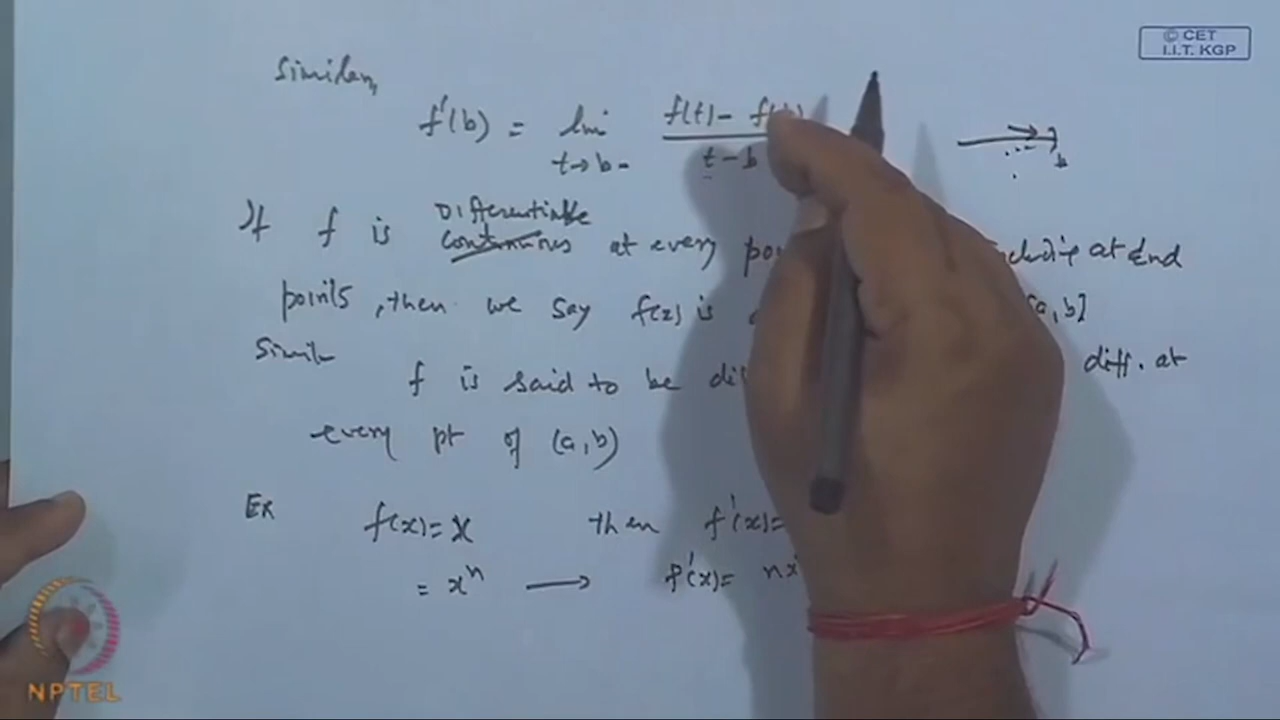 © CET
I.I.T. KGP
Similarly
f'(b) = lim f(t) - f(b)
t→b- t-b
b
Differentiable
If f is continuous at every at End
points, then we say f(x) is [a, b]
f is said to be diff. at
every pt of (a, b)
Ex f(x) = x then f'(x) =
= x^n → f'(x) = nx
NPTEL